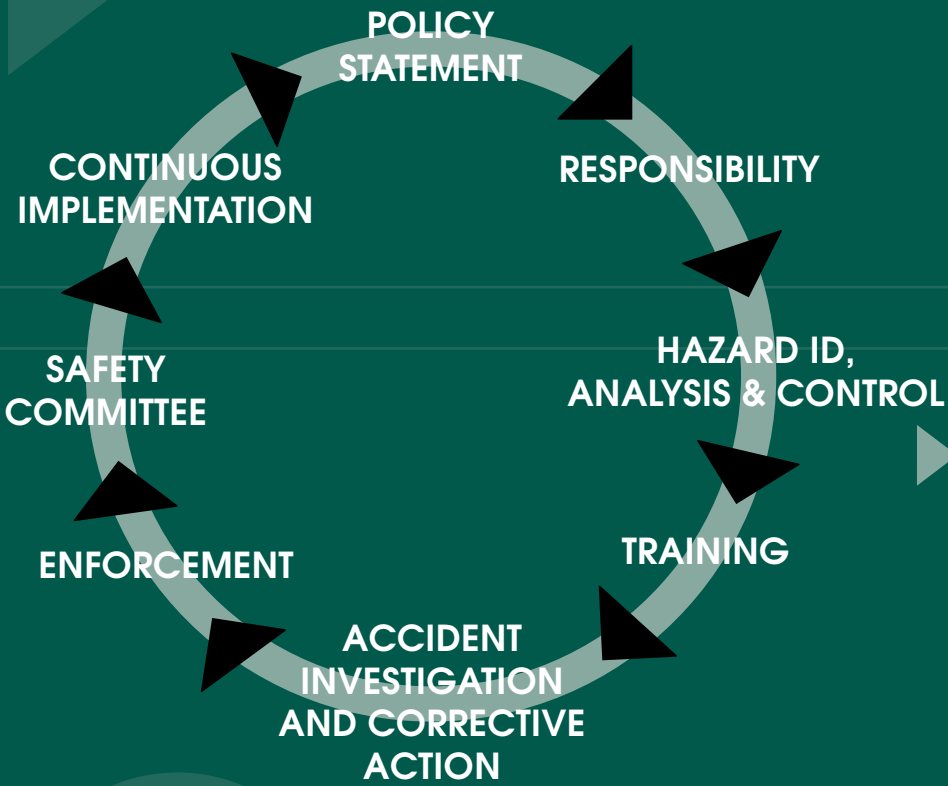 POLICY
STATEMENT
RESPONSIBILITY
HAZARD ID,
ANALYSIS & CONTROL
TRAINING
ACCIDENT
INVESTIGATION
AND CORRECTIVE
ACTION
ENFORCEMENT
SAFETY
COMMITTEE
CONTINUOUS
IMPLEMENTATION